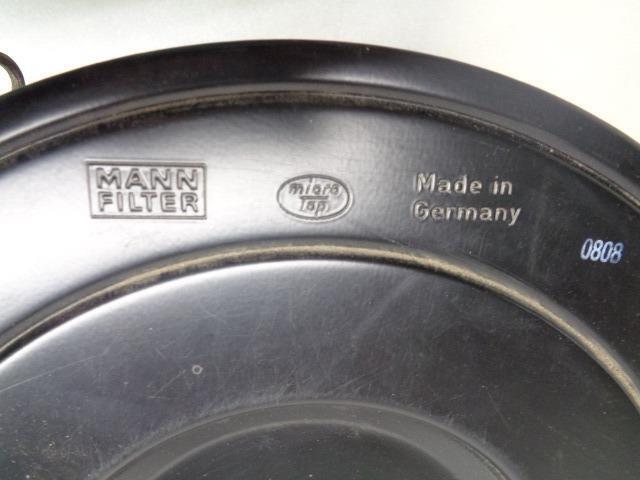 MANN
FILTER
micro
Top
Made in
Germany
0808